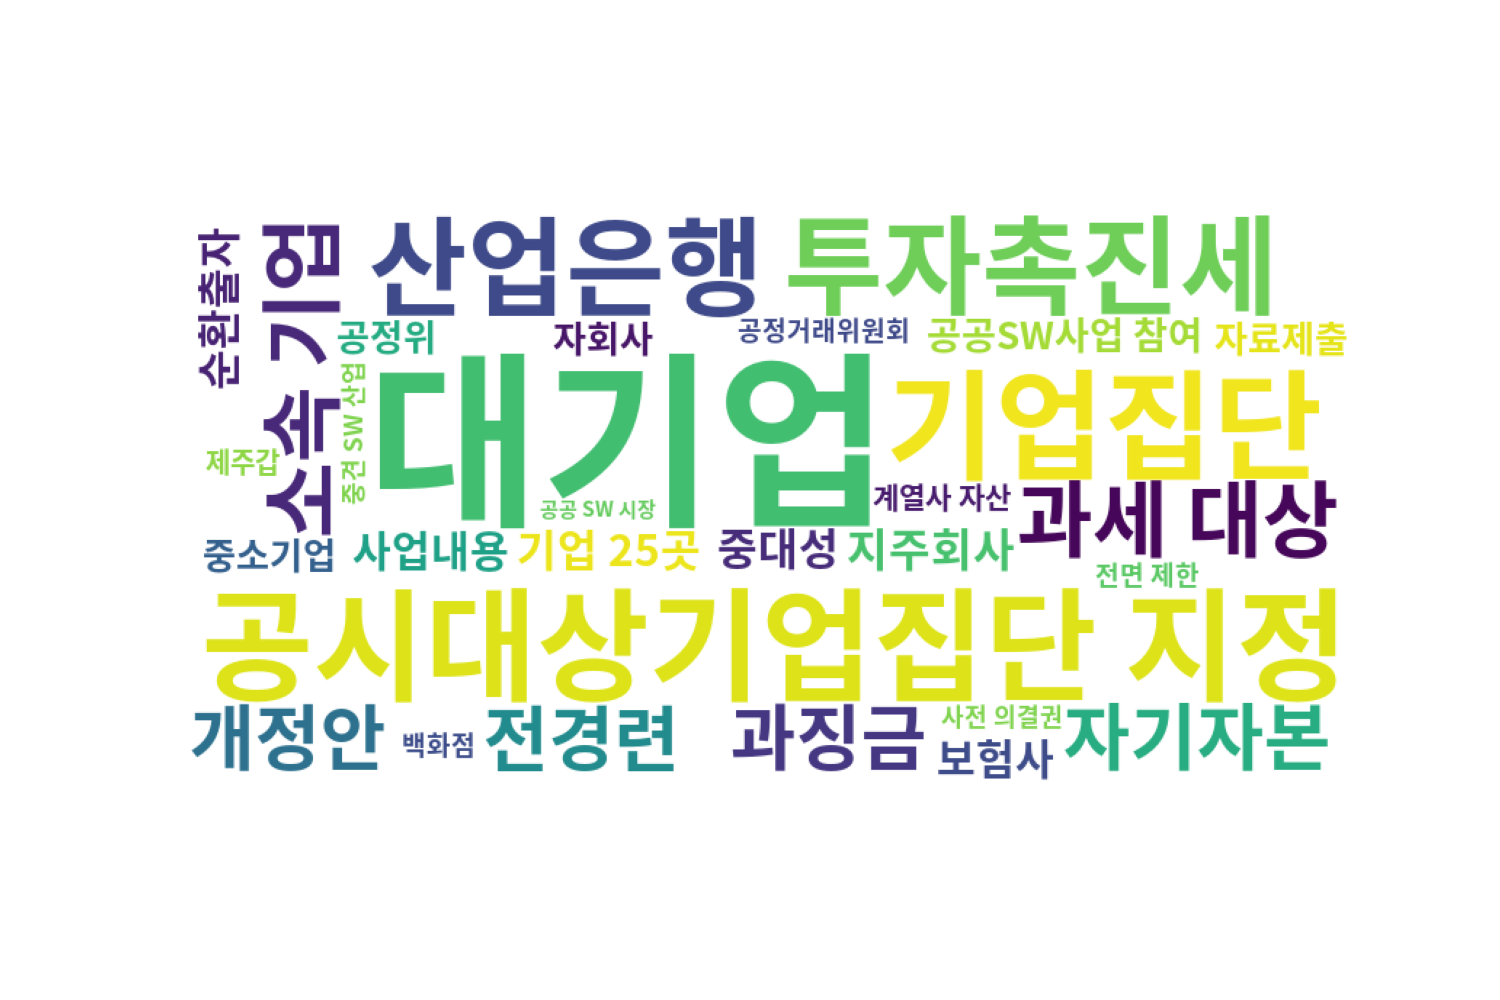 순환출자
소속 기업
산업은행
투자촉진세
공정위
자회사
공정거래위원회
공공SW사업 참여
자료제출
중견 SW 산업
대기업
기업집단
제주갑
공공 SW 시장
계열사 자산
과세 대상
중소기업
사업내용
기업 25곳
중대성
지주회사
전면 제한
공시대상기업집단 지정
개정안
백화점
전경련
과징금
사전 의결권
보험사
자기자본